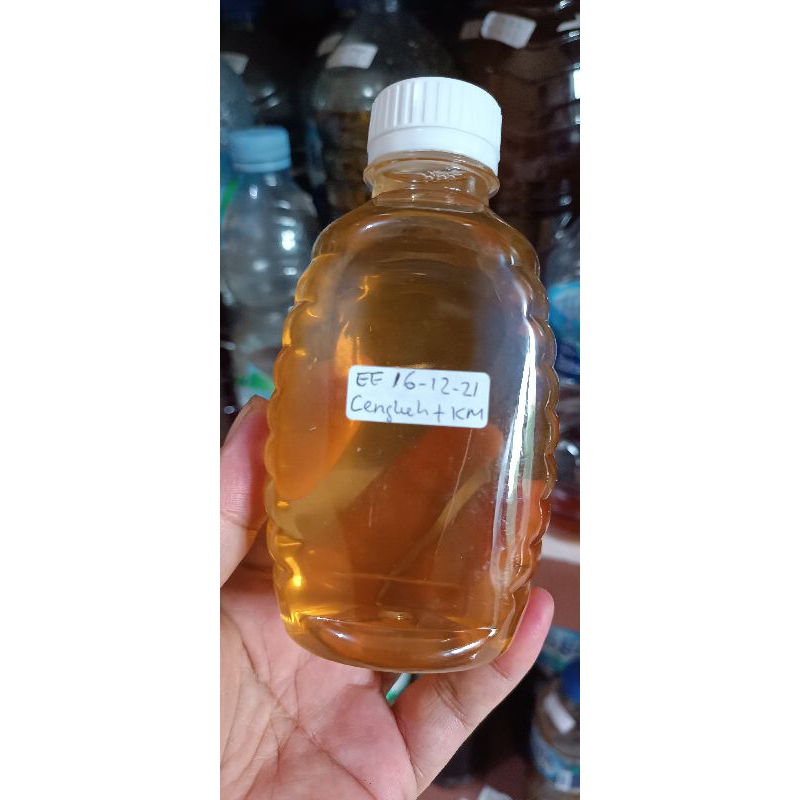 EE 16-12-21
Cengkeh + KM